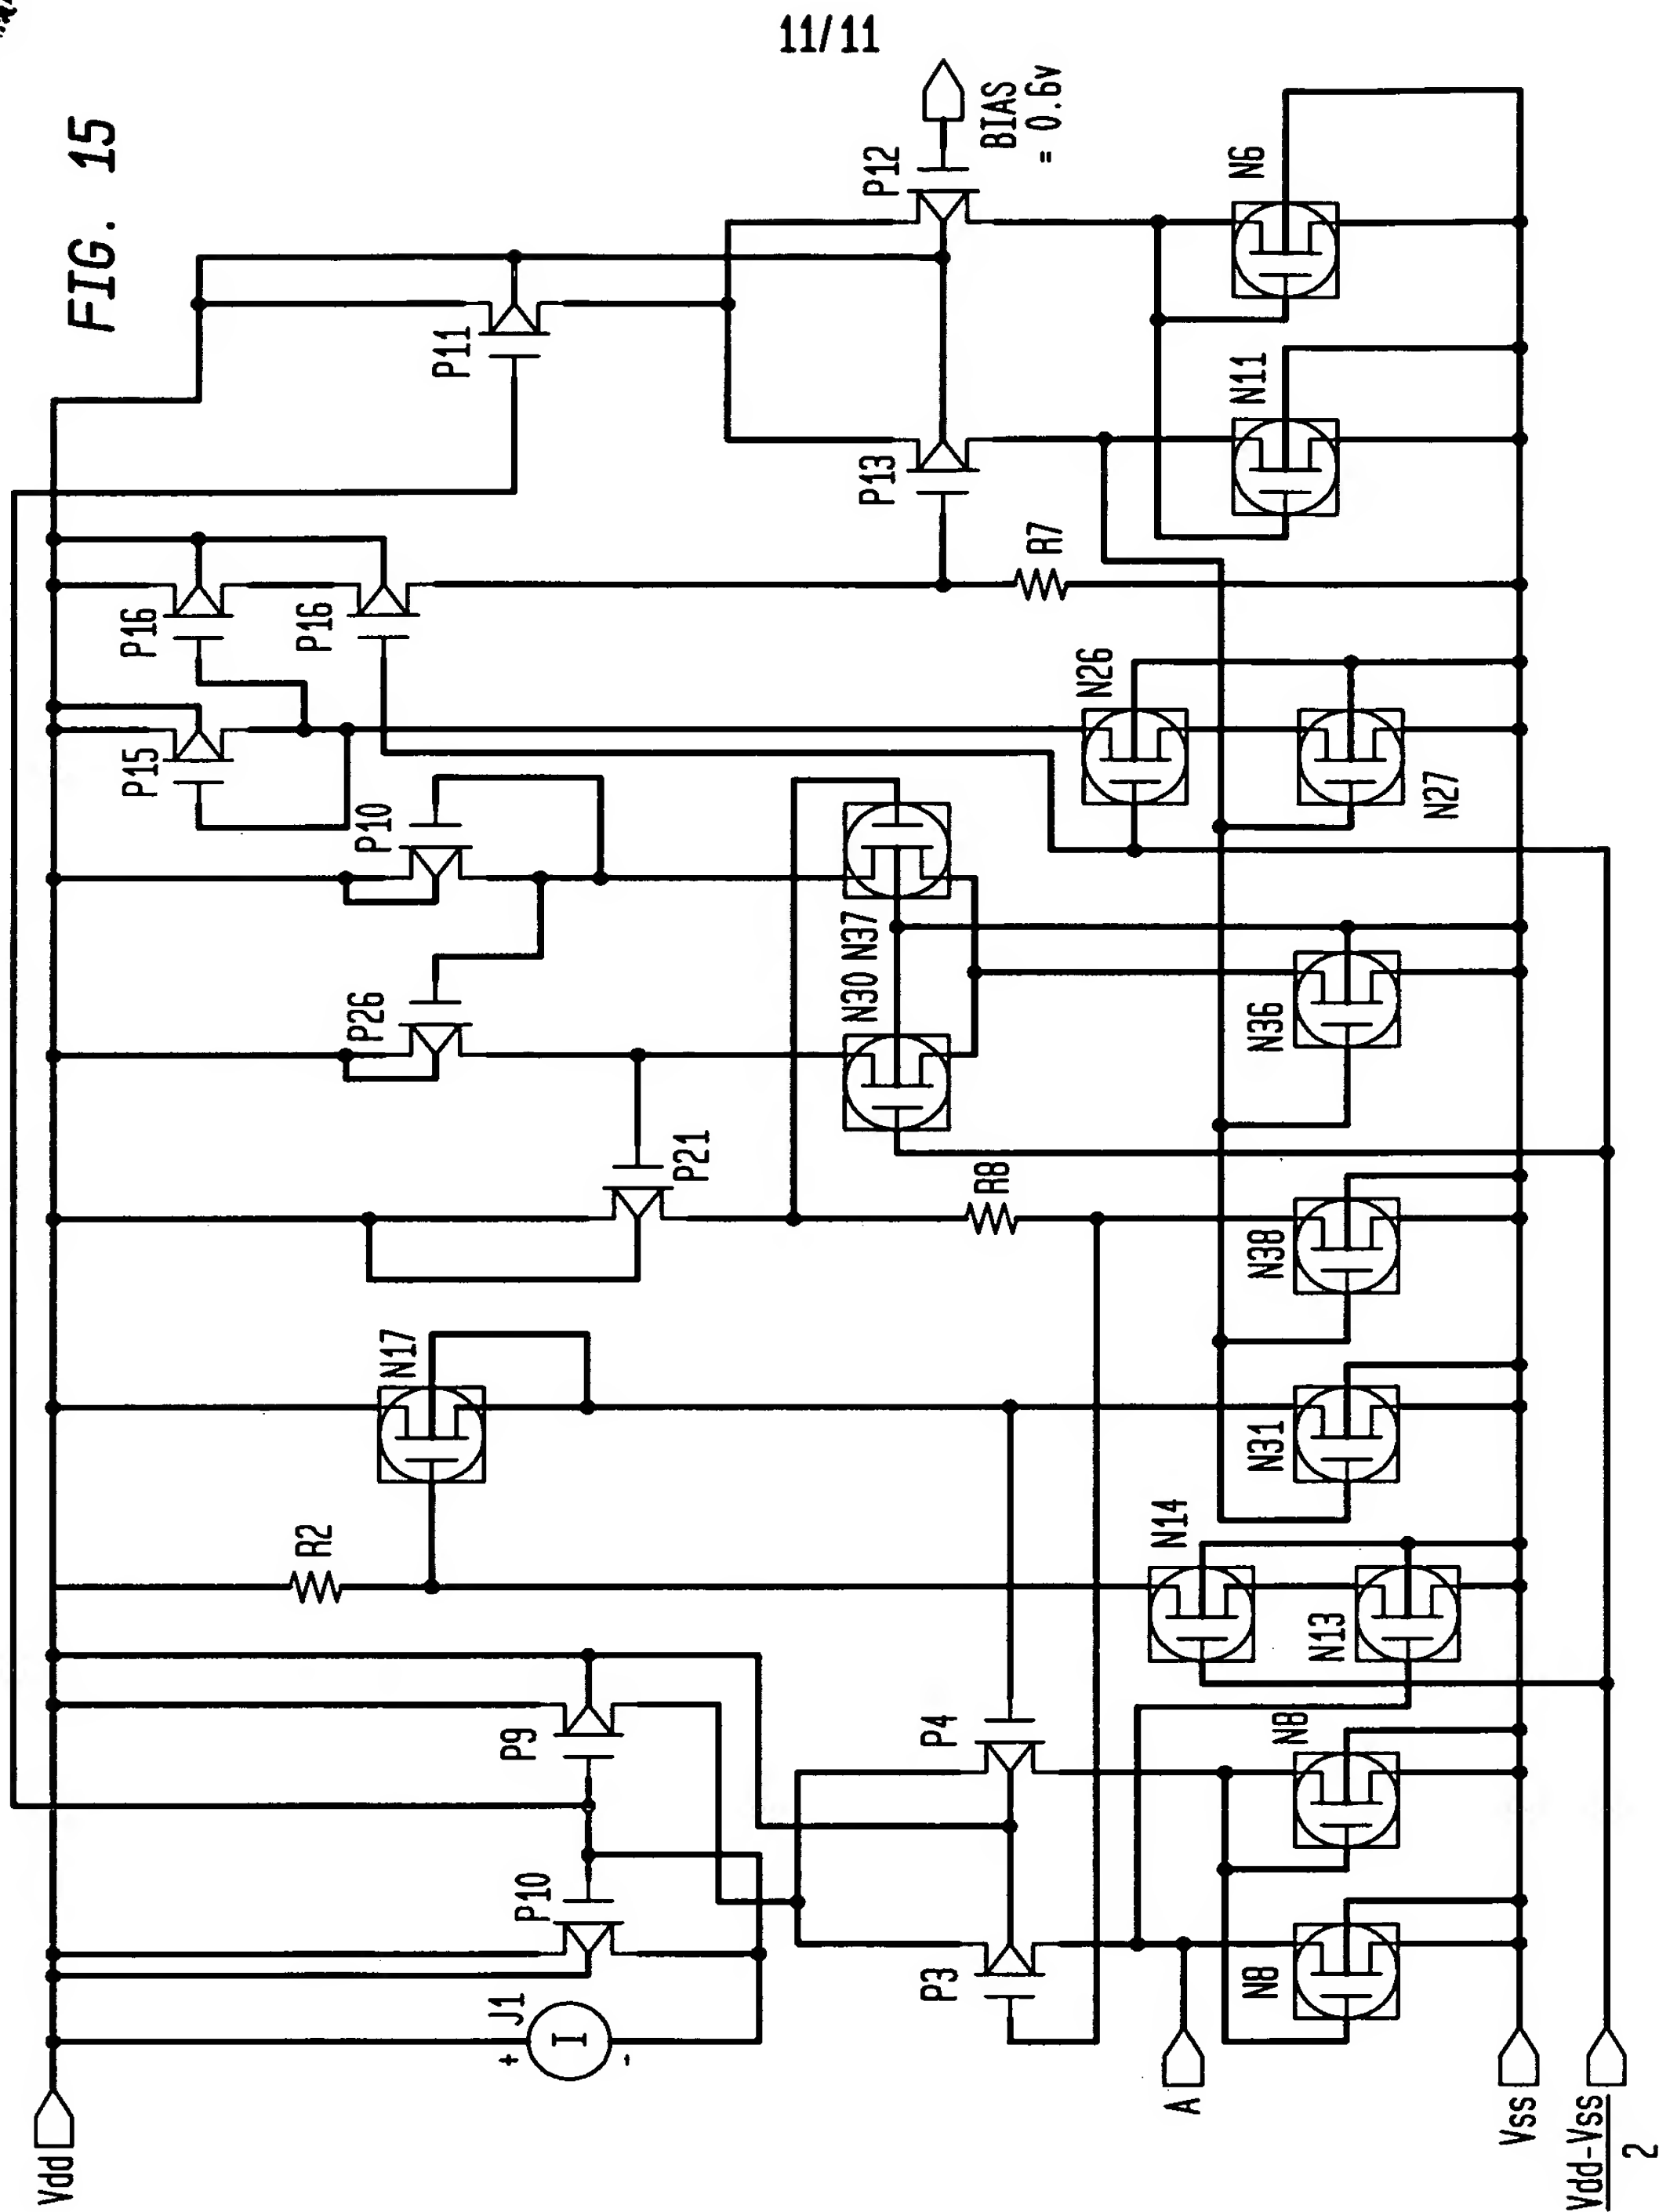 11/11
FIG. 15
Vdd
J1
+
-
P10
P9
R2
N17
P21
P26
P10
P15
P16
P16
P11
P3
P4
R8
N30
N37
P13
P12
BIAS
= 0.6v
R7
A
N8
N8
N14
N13
N31
N38
N36
N26
N27
N11
N6
Vss
Vdd-Vss
2